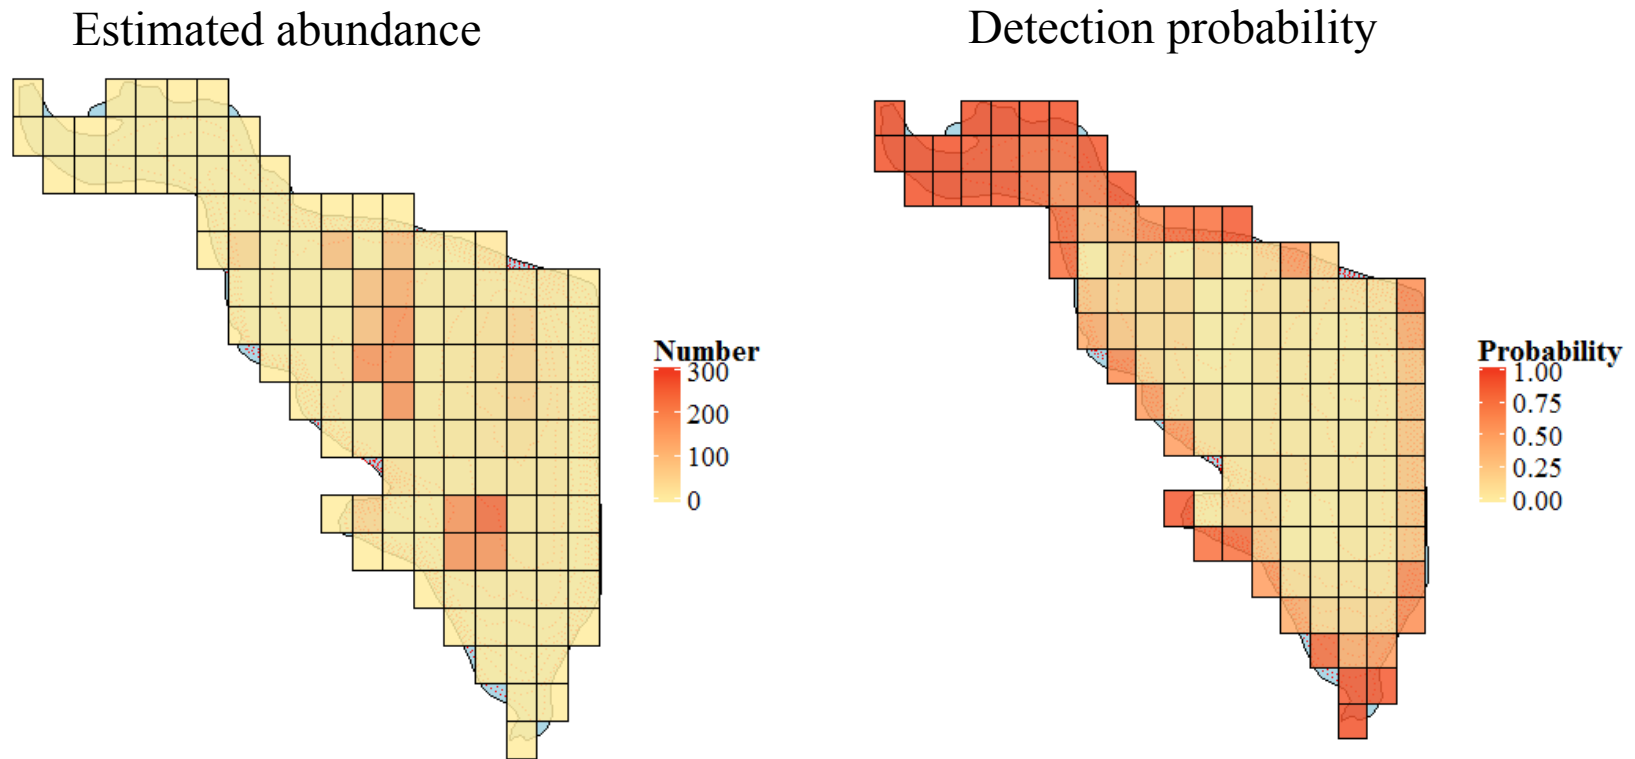 Estimated abundance
Detection probability
Number
300
200
100
0
Probability
1.00
0.75
0.50
0.25
0.00